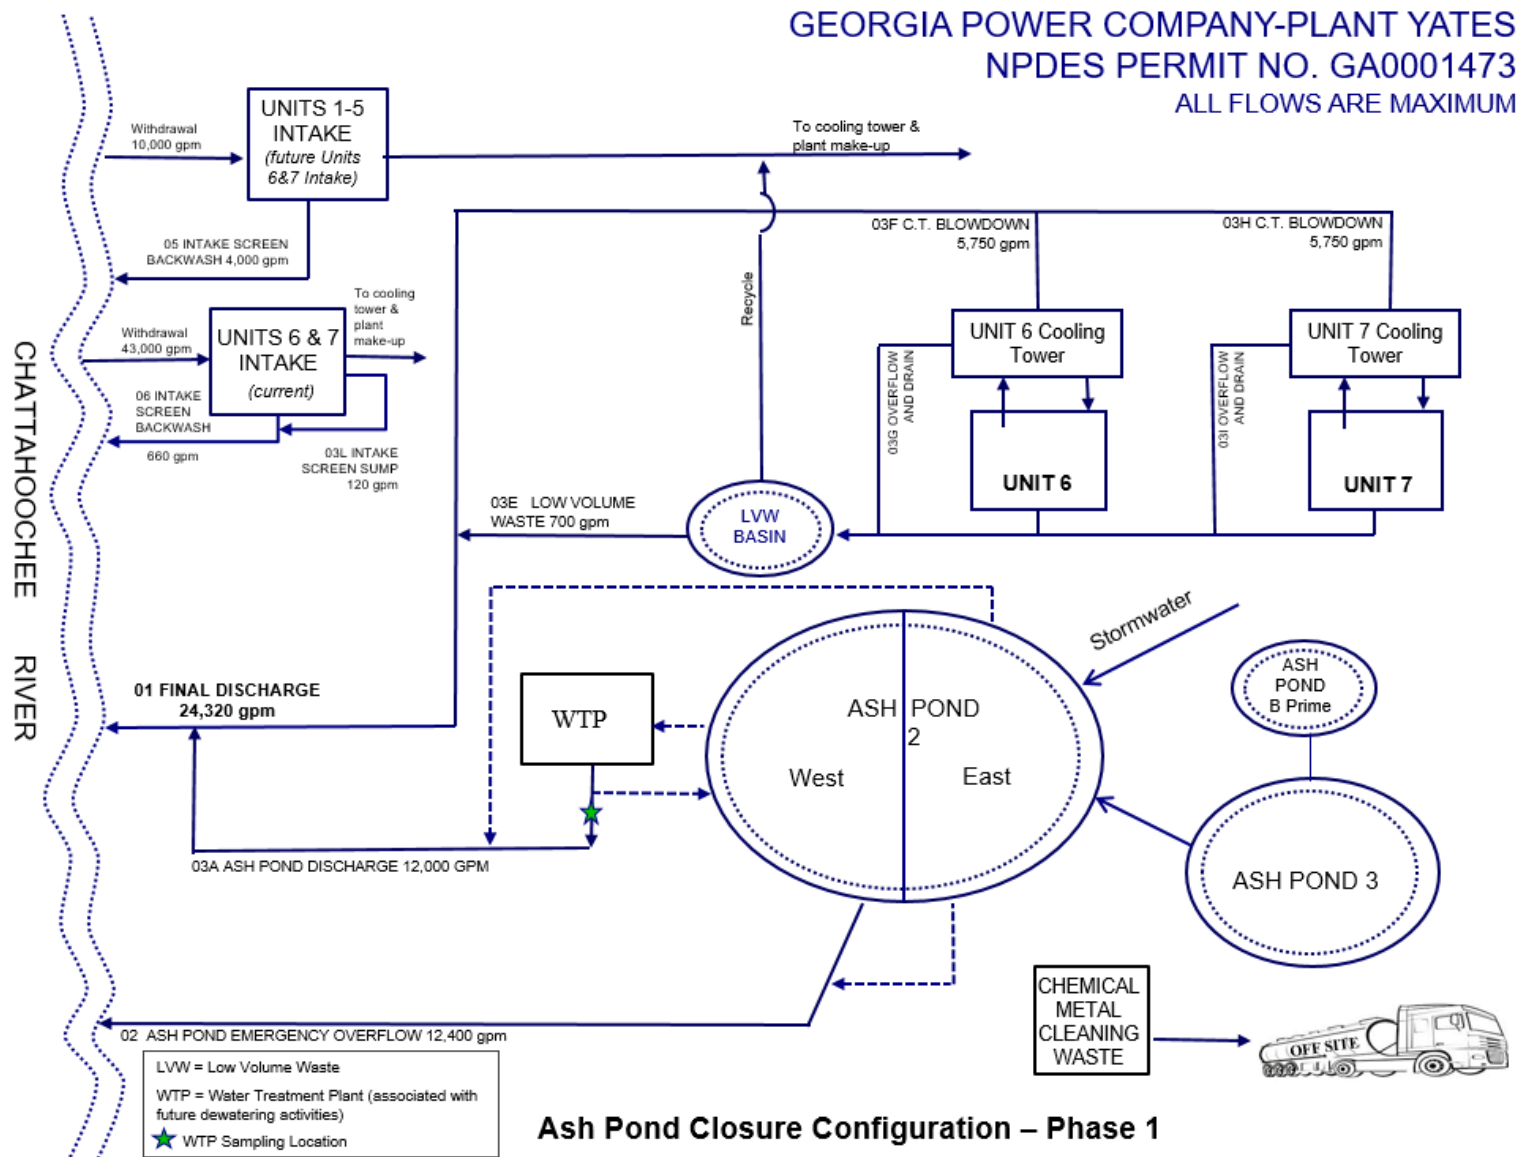 GEORGIA POWER COMPANY-PLANT YATES
NPDES PERMIT NO. GA0001473
ALL FLOWS ARE MAXIMUM
Withdrawal
10,000 gpm
UNITS 1-5
INTAKE
(future Units
6&7 Intake)
To cooling tower &
plant make-up
05 INTAKE SCREEN
BACKWASH 4,000 gpm
03F C.T. BLOWDOWN
5,750 gpm
03H C.T. BLOWDOWN
5,750 gpm
Withdrawal
43,000 gpm
UNITS 6 & 7
INTAKE
(current)
To cooling
tower &
plant
make-up
Recycle
06 INTAKE
SCREEN
BACKWASH
660 gpm
03L INTAKE
SCREEN SUMP
120 gpm
UNIT 6 Cooling
Tower
UNIT 7 Cooling
Tower
03G OVERFLOW
AND DRAIN
03I OVERFLOW
AND DRAIN
UNIT 6
UNIT 7
03E LOW VOLUME
WASTE 700 gpm
LVW
BASIN
CHATTAHOOCHEE RIVER
01 FINAL DISCHARGE
24,320 gpm
WTP
ASH POND
2
West
East
Stormwater
ASH
POND
B Prime
ASH POND 3
03A ASH POND DISCHARGE 12,000 GPM
02 ASH POND EMERGENCY OVERFLOW 12,400 gpm
CHEMICAL
METAL
CLEANING
WASTE
OFF SITE
LVW = Low Volume Waste
WTP = Water Treatment Plant (associated with
future dewatering activities)
WTP Sampling Location
Ash Pond Closure Configuration – Phase 1